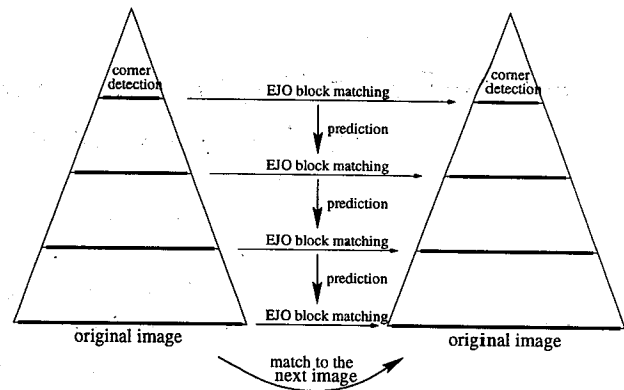 corner
detection
EJO block matching
corner
detection
prediction
EJO block matching
prediction
EJO block matching
prediction
EJO block matching
original image
original image
match to the
next image